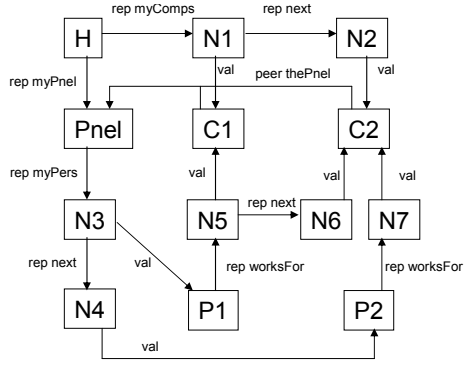 rep myComps
rep next
H
N1
N2
rep myPnel
val
peer thePnel
val
Pnel
C1
C2
rep myPers
val
val
val
N3
N5
rep next
N6
N7
rep next
val
rep worksFor
rep worksFor
N4
P1
P2
val